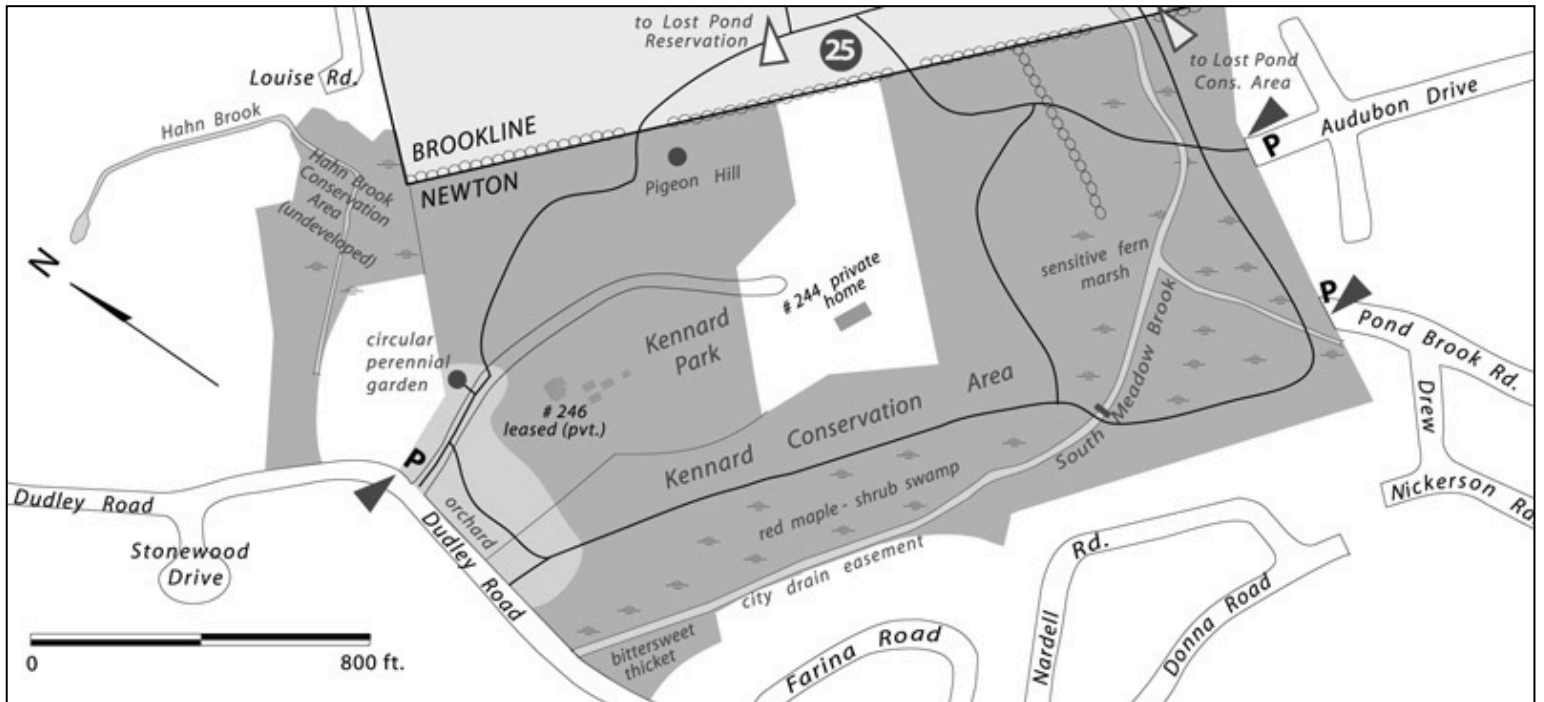 to Lost Pond
Reservation
25
Louise Rd.
to Lost Pond
Cons. Area
Audubon Drive
P
Hahn Brook
BROOKLINE
NEWTON
Hahn Brook
Conservation
Area
(undeveloped)
Pigeon Hill
N
sensitive fern
marsh
# 244 private
home
P
Pond Brook Rd.
Kennard
Park
circular
perennial
garden
# 246
leased (pvt.)
Kennard Conservation Area
South Meadow Brook
Drew
P
Nickerson Rd.
Dudley Road
orchard
Dudley Road
red maple - shrub swamp
Stonewood
Drive
city drain easement
Nardell Rd.
Donna Road
bittersweet
thicket
Farina Road
0
800 ft.